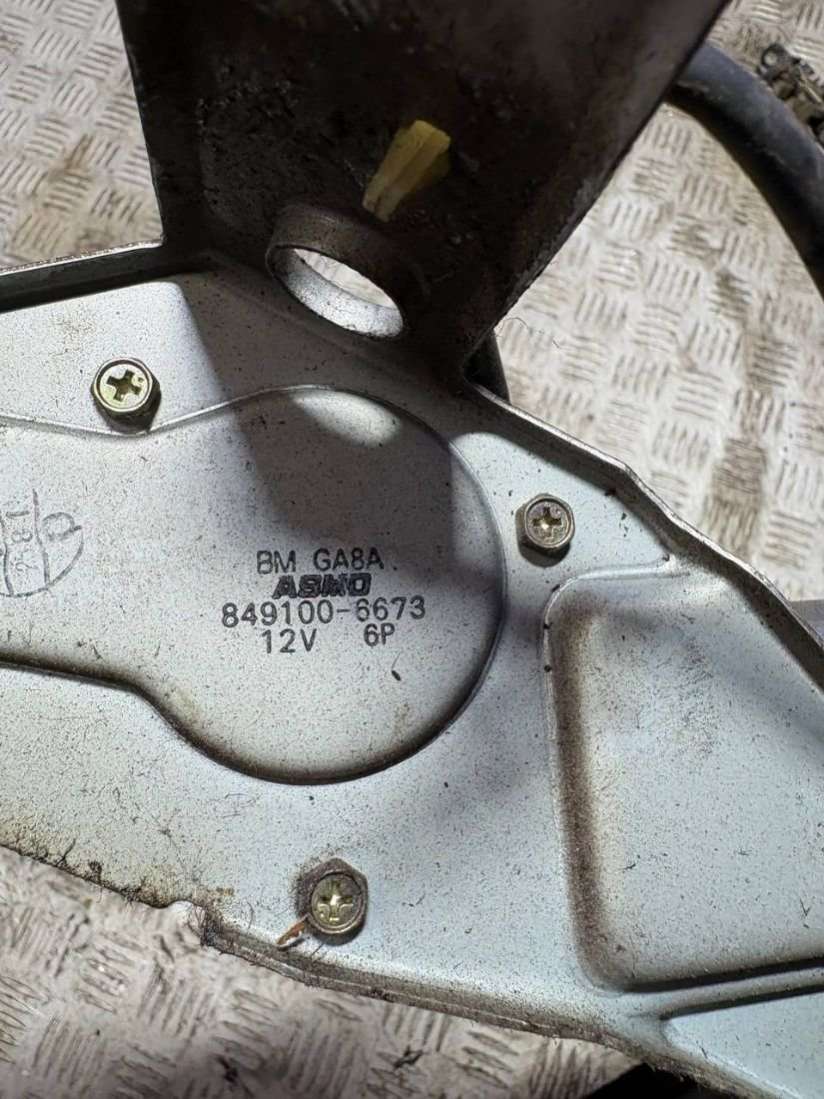 BM GA8A
ASMO
849100-6673
12V 6P